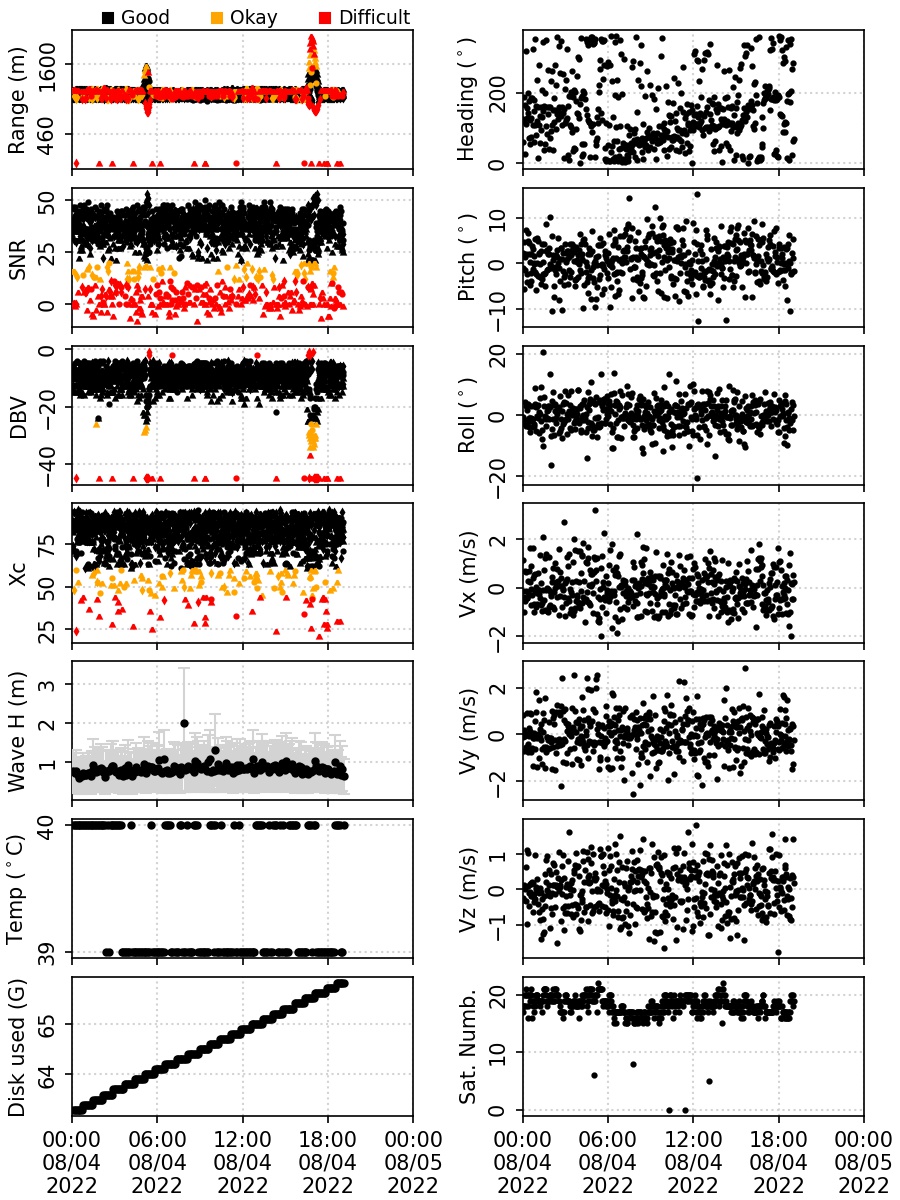 Good Okay Difficult
Range (m)
1600
460
Heading (°)
200
0
SNR
50
25
0
Pitch (°)
10
0
−10
DBV
0
−20
−40
Roll (°)
20
0
−20
Xc
75
50
25
Vx (m/s)
2
0
−2
Wave H (m)
3
2
1
Vy (m/s)
2
0
−2
Temp (°C)
40
39
Vz (m/s)
1
0
−1
Disk used (G)
65
64
Sat. Numb.
20
10
0
00:00 06:00 12:00 18:00 00:00 00:00 06:00 12:00 18:00 00:00
08/04 08/04 08/04 08/04 08/05 08/04 08/04 08/04 08/04 08/05
2022 2022 2022 2022 2022 2022 2022 2022 2022 2022